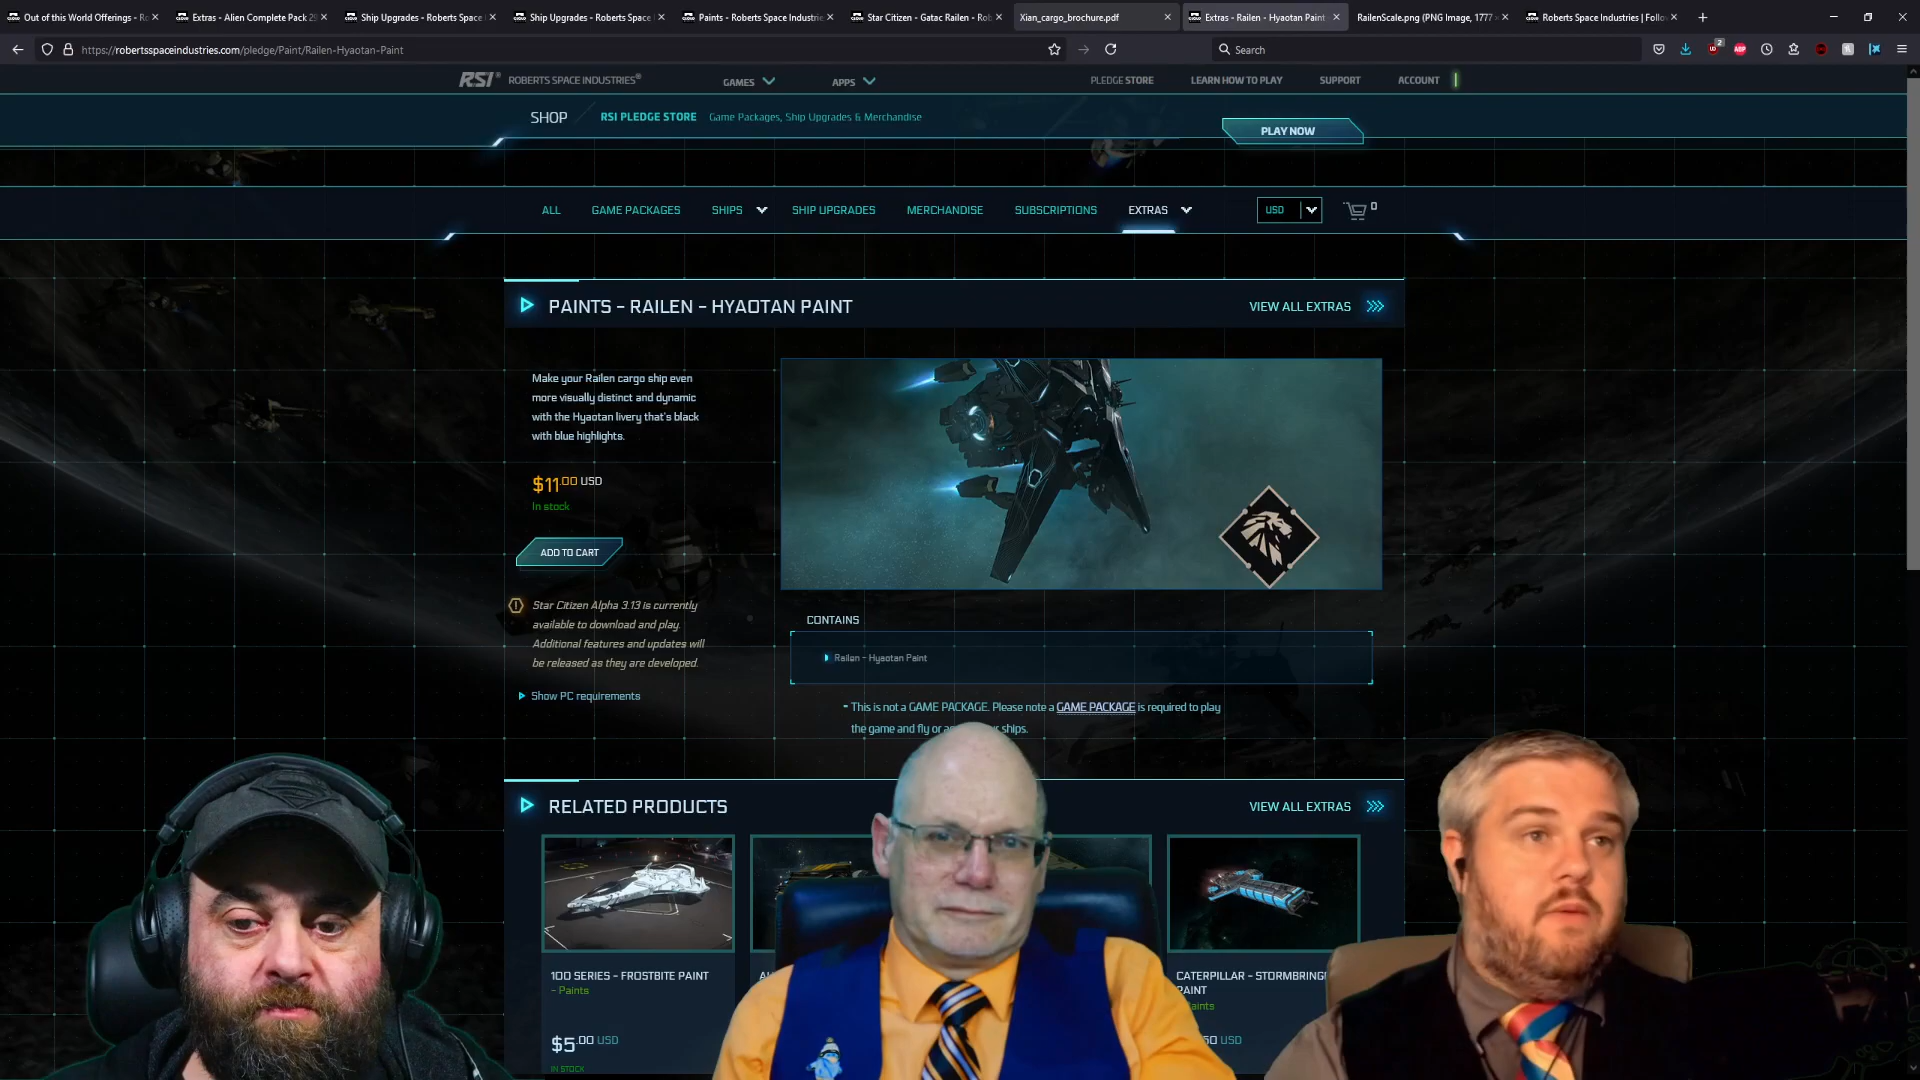 Out of this World Offerings - Ro
Extras - Alien Complete Pack 29
Ship Upgrades - Roberts Space I
Ship Upgrades - Roberts Space I
Paints - Roberts Space Industrie
Star Citizen - Gatac Railen - Rob
Xian_cargo_brochure.pdf
Extras - Railen - Hyaotan Paint
RailenScale.png (PNG Image, 1777
Roberts Space Industries | Follo
https://robertsspaceindustries.com/pledge/Paint/Railen-Hyaotan-Paint
Search
2
RSI
ROBERTS SPACE INDUSTRIES®
GAMES
APPS
PLEDGE STORE
LEARN HOW TO PLAY
SUPPORT
ACCOUNT
SHOP
RSI PLEDGE STORE
Game Packages, Ship Upgrades & Merchandise
PLAY NOW
ALL
GAME PACKAGES
SHIPS
SHIP UPGRADES
MERCHANDISE
SUBSCRIPTIONS
EXTRAS
USD
0
PAINTS - RAILEN - HYAOTAN PAINT
VIEW ALL EXTRAS
Make your Railen cargo ship even
more visually distinct and dynamic
with the Hyaotan livery that's black
with blue highlights.
$11.00 USD
In stock
ADD TO CART
Star Citizen Alpha 3.13 is currently
available to download and play.
Additional features and updates will
be released as they are developed.
Show PC requirements
CONTAINS
Railen - Hyaotan Paint
- This is not a GAME PACKAGE. Please note a GAME PACKAGE is required to play
the game and fly or ships.
RELATED PRODUCTS
VIEW ALL EXTRAS
100 SERIES - FROSTBITE PAINT
- Paints
$5.00 USD
IN STOCK
CATERPILLAR - STORMBRING
PAINT
USD